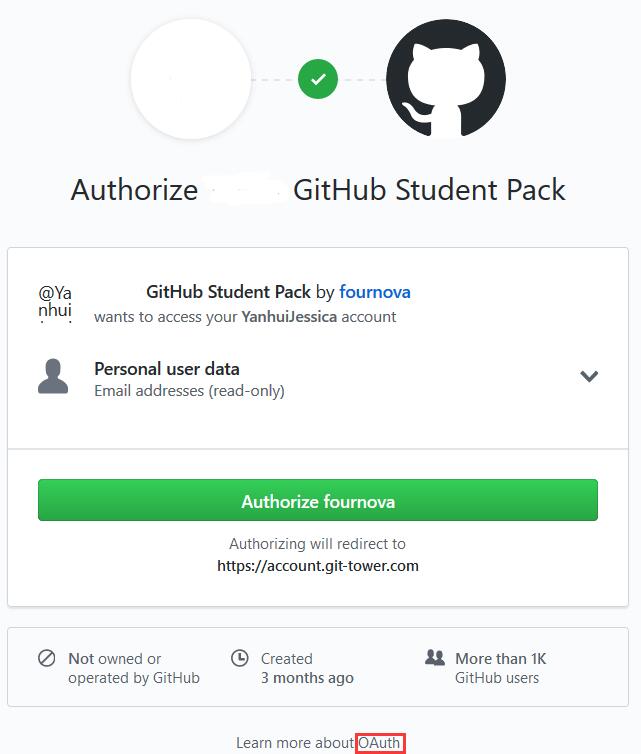 Authorize GitHub Student Pack
@Ya
nhui
GitHub Student Pack by fournova
wants to access your YanhuiJessica account
Personal user data
Email addresses (read-only)
Authorize fournova
Authorizing will redirect to
https://account.git-tower.com
Not owned or
operated by GitHub
Created
3 months ago
More than 1K
GitHub users
Learn more about OAuth